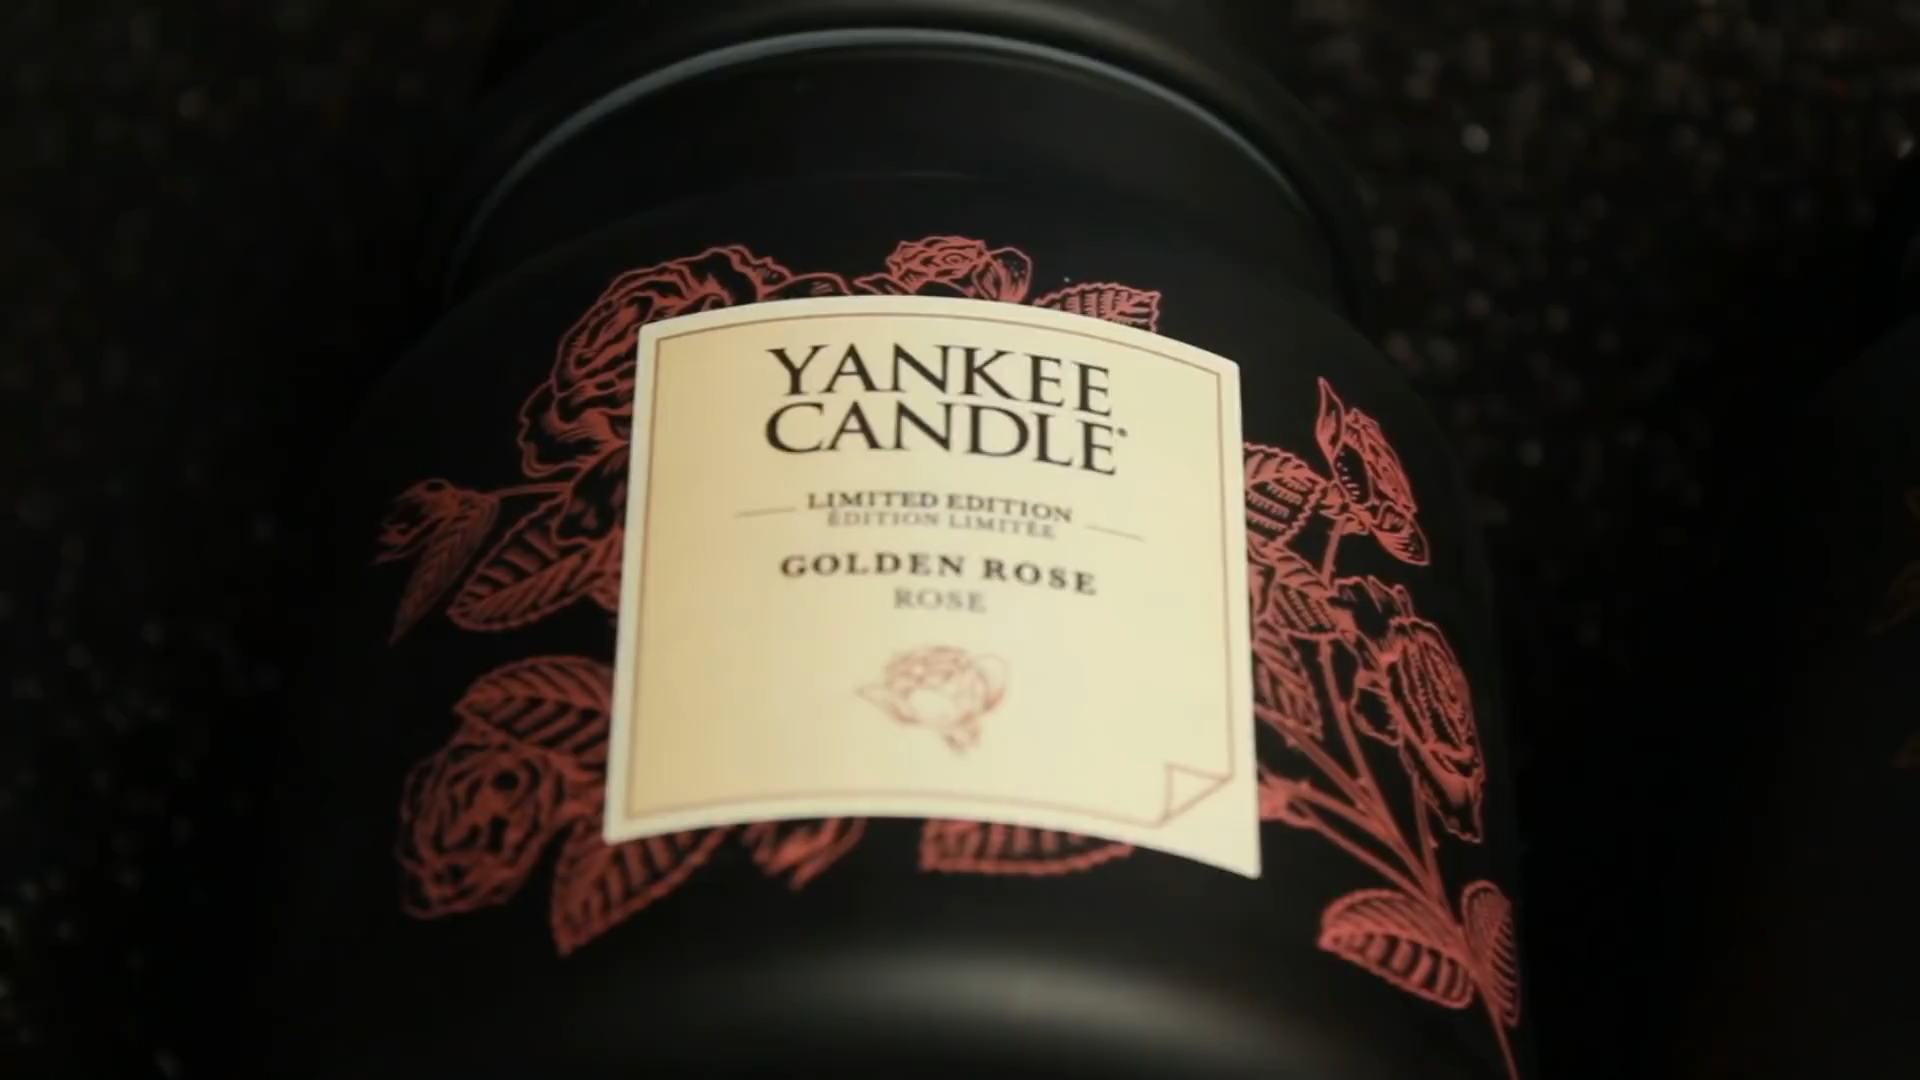 YANKEE
CANDLE®
LIMITED EDITION
ÉDITION LIMITÉE
GOLDEN ROSE
ROSE